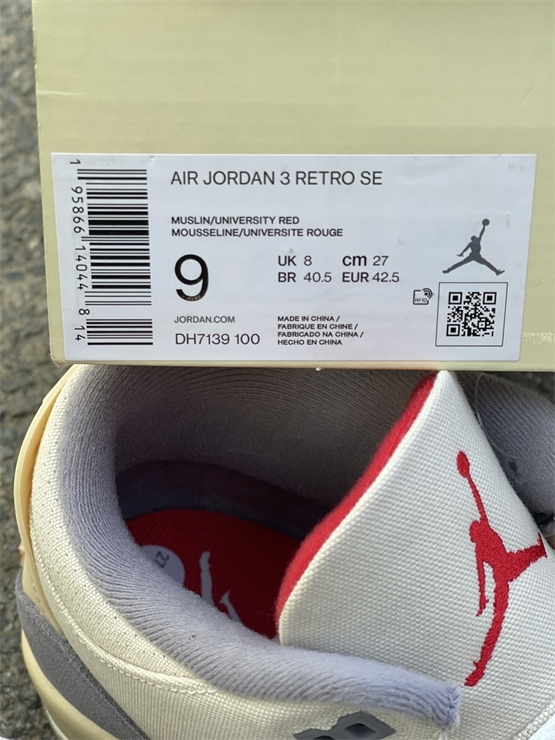 AIR JORDAN 3 RETRO SE
MUSLIN/UNIVERSITY RED
MOUSSELINE/UNIVERSITE ROUGE
9
UK 8 cm 27
BR 40.5 EUR 42.5
RFID
JORDAN.COM
DH7139 100
MADE IN CHINA /
FABRIQUE EN CHINE /
FABRICADO NA CHINA /
HECHO EN CHINA
1 95866 14044 8 14
27